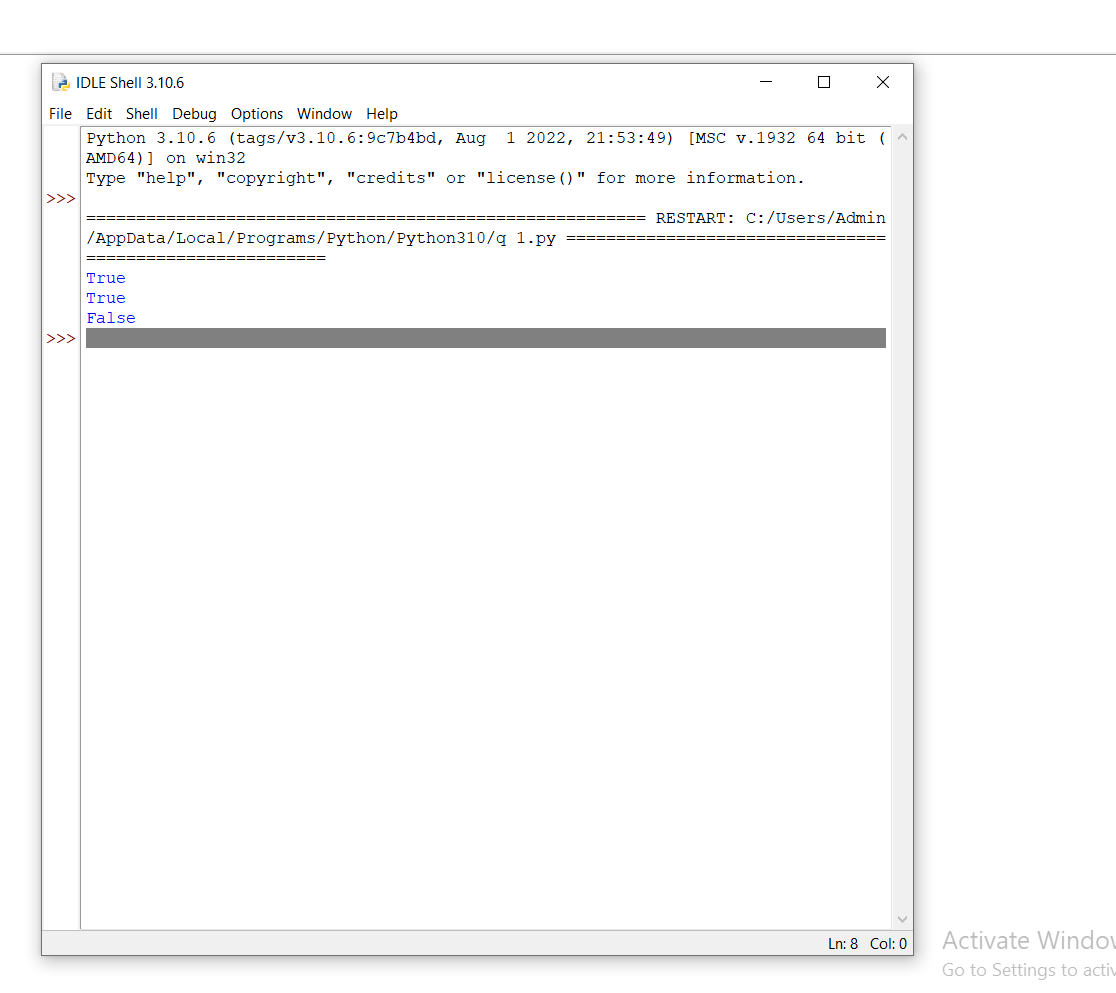 IDLE Shell 3.10.6
File Edit Shell Debug Options Window Help
Python 3.10.6 (tags/v3.10.6:9c7b4bd, Aug  1 2022, 21:53:49) [MSC v.1932 64 bit (
AMD64)] on win32
Type "help", "copyright", "credits" or "license()" for more information.
>>>
======================================================== RESTART: C:/Users/Admin
/AppData/Local/Programs/Python/Python310/q 1.py ================================
========================
True
True
False
>>>
Ln: 8 Col: 0
Activate Window
Go to Settings to activ